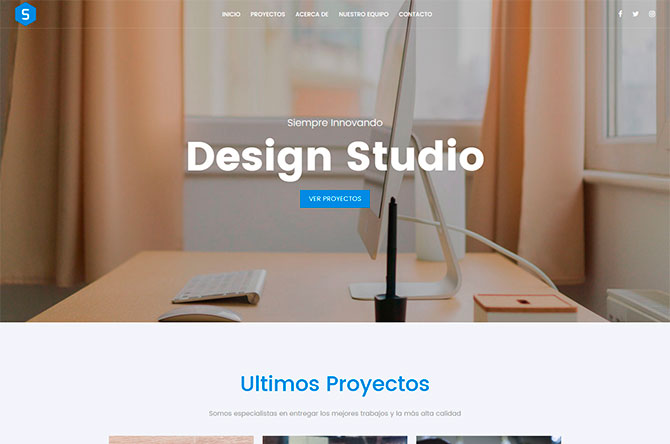 S
INICIO PROYECTOS ACERCA DE NUESTRO EQUIPO CONTACTO
Siempre Innovando
Design Studio
VER PROYECTOS
Ultimos Proyectos
Somos especialistas en entregar los mejores trabajos y la más alta calidad